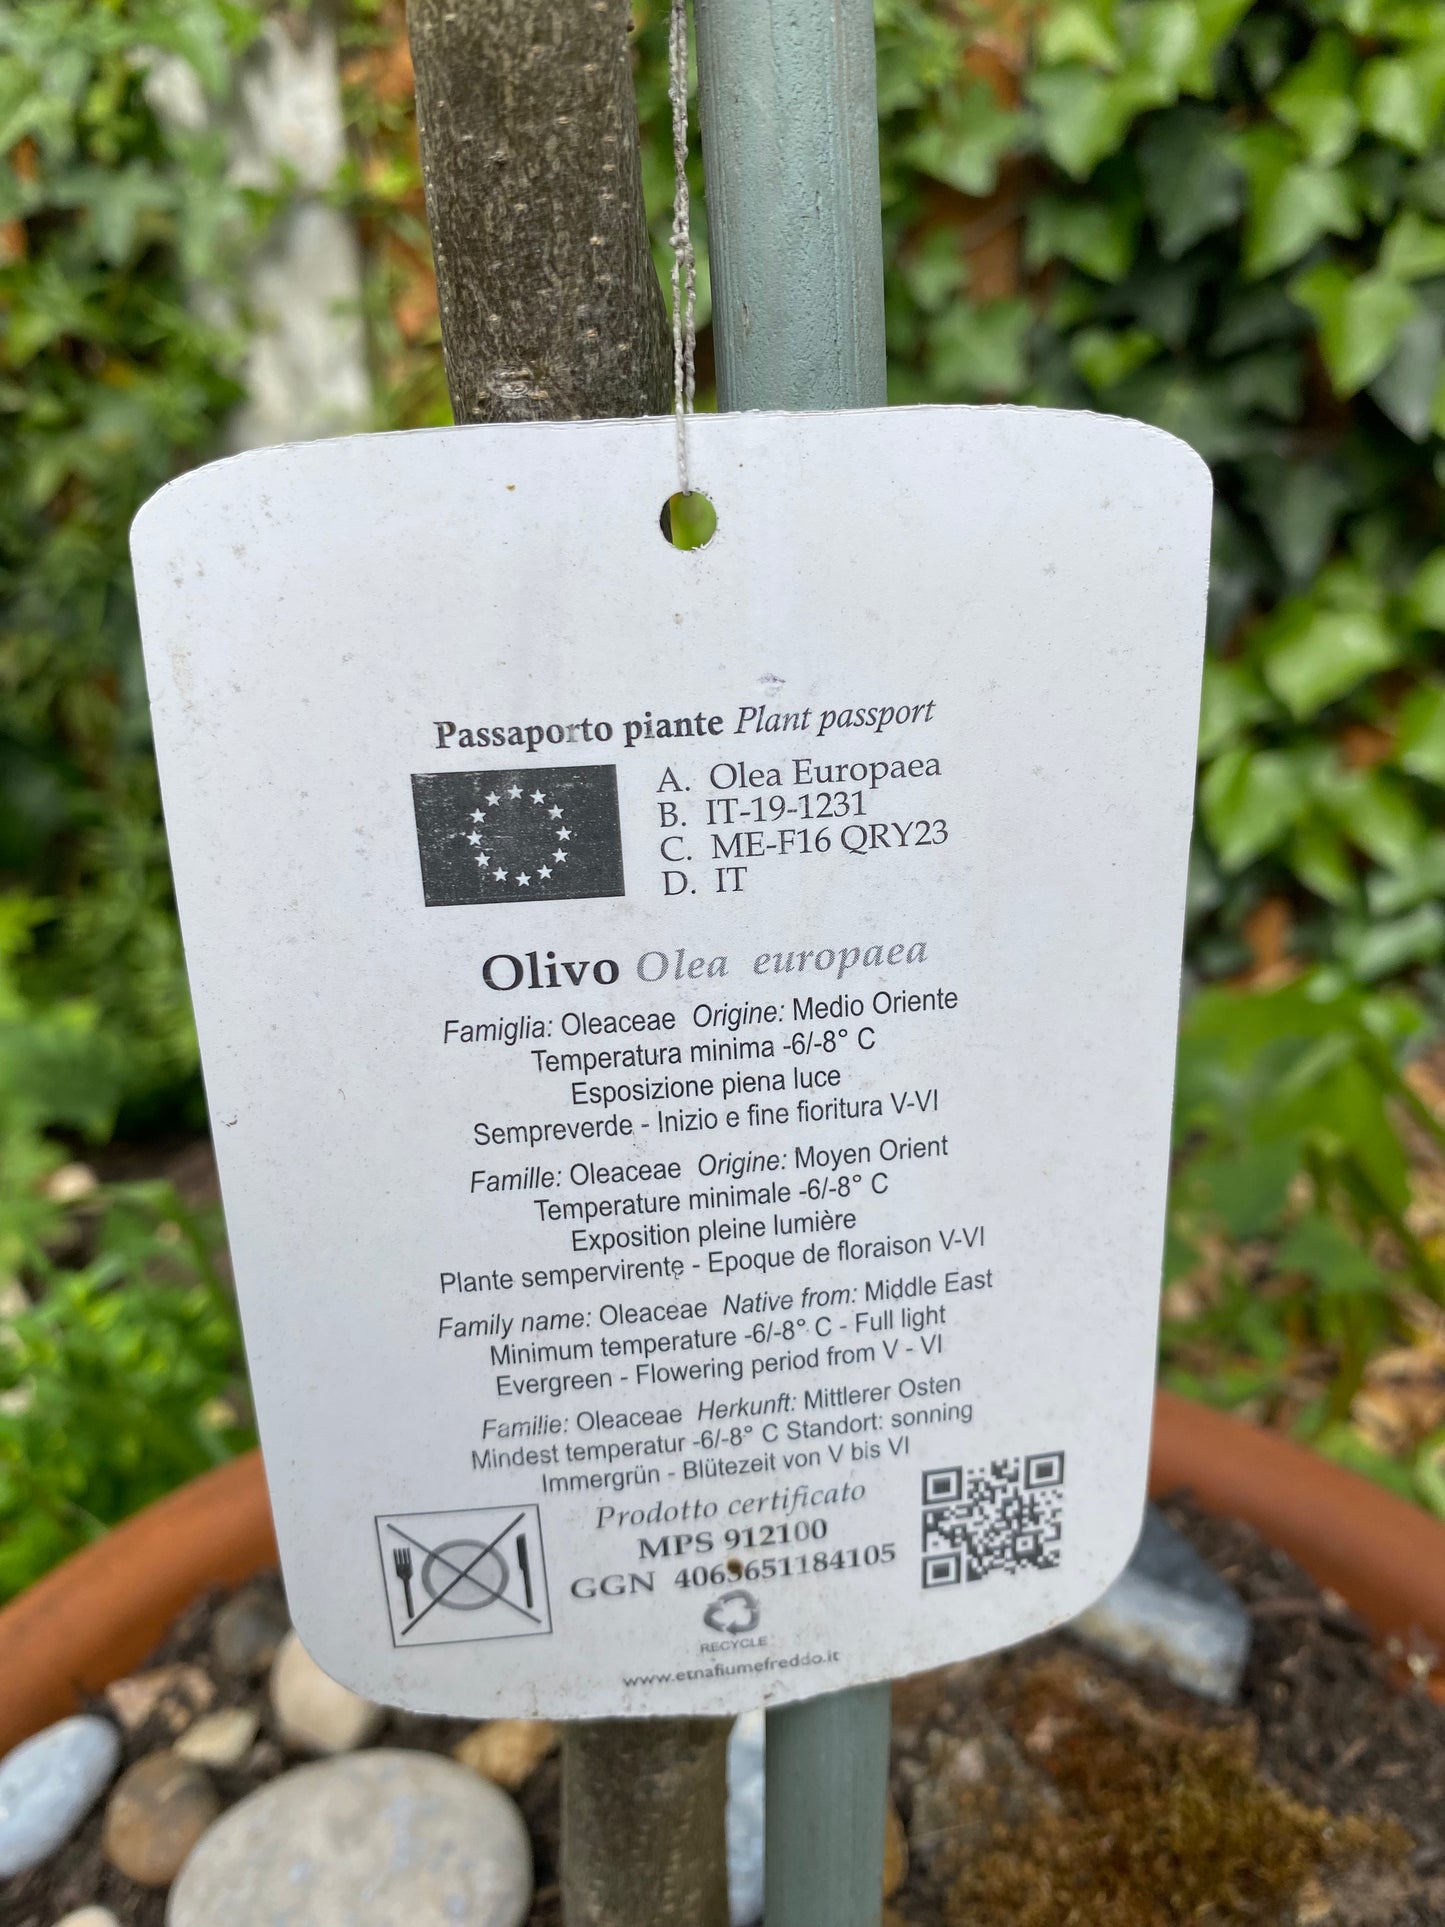 Passaporto piante Plant passport
A. Olea Europaea
B. IT-19-1231
C. ME-F16 QRY23
D. IT
Olivo Olea europaea
Famiglia: Oleaceae Origine: Medio Oriente
Temperatura minima -6/-8° C
Esposizione piena luce
Sempreverde - Inizio e fine fioritura V-VI
Famille: Oleaceae Origine: Moyen Orient
Temperature minimale -6/-8° C
Exposition pleine lumière
Plante sempervirente - Epoque de floraison V-VI
Family name: Oleaceae Native from: Middle East
Minimum temperature -6/-8° C - Full light
Evergreen - Flowering period from V - VI
Familie: Oleaceae Herkunft: Mittlerer Osten
Mindest temperatur -6/-8° C Standort: sonning
Immergrün - Blütezeit von V bis VI
Prodotto certificato
MPS 912100
GGN 4063651184105
RECYCLE
www.etnafiumefreddo.it